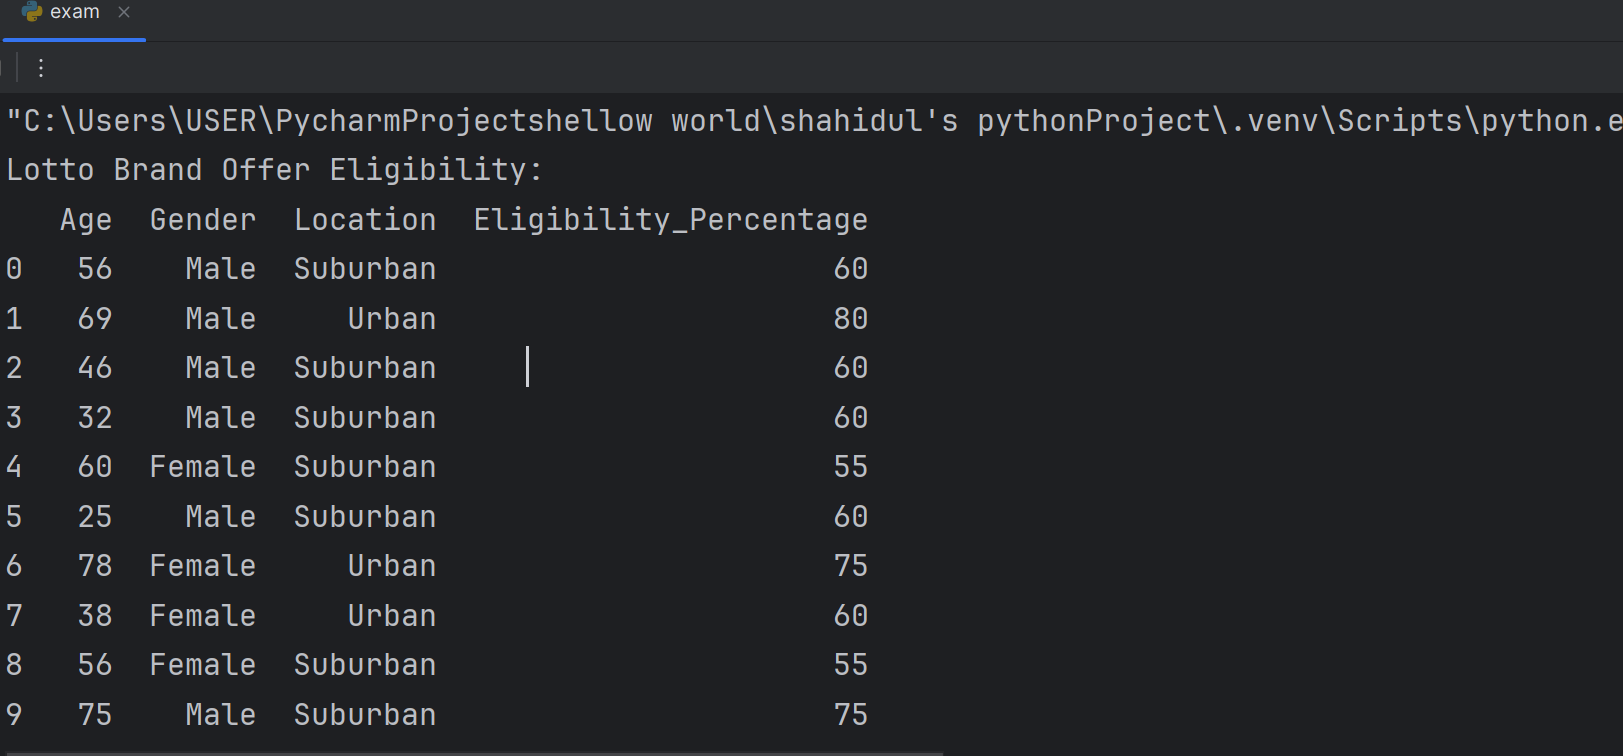 exam
"C:\Users\USER\PycharmProjectshellow world\shahidul's pythonProject\.venv\Scripts\python.e
Lotto Brand Offer Eligibility:
   Age  Gender  Location  Eligibility_Percentage
0   56    Male  Suburban                      60
1   69    Male     Urban                      80
2   46    Male  Suburban                      60
3   32    Male  Suburban                      60
4   60  Female  Suburban                      55
5   25    Male  Suburban                      60
6   78  Female     Urban                      75
7   38  Female     Urban                      60
8   56  Female  Suburban                      55
9   75    Male  Suburban                      75